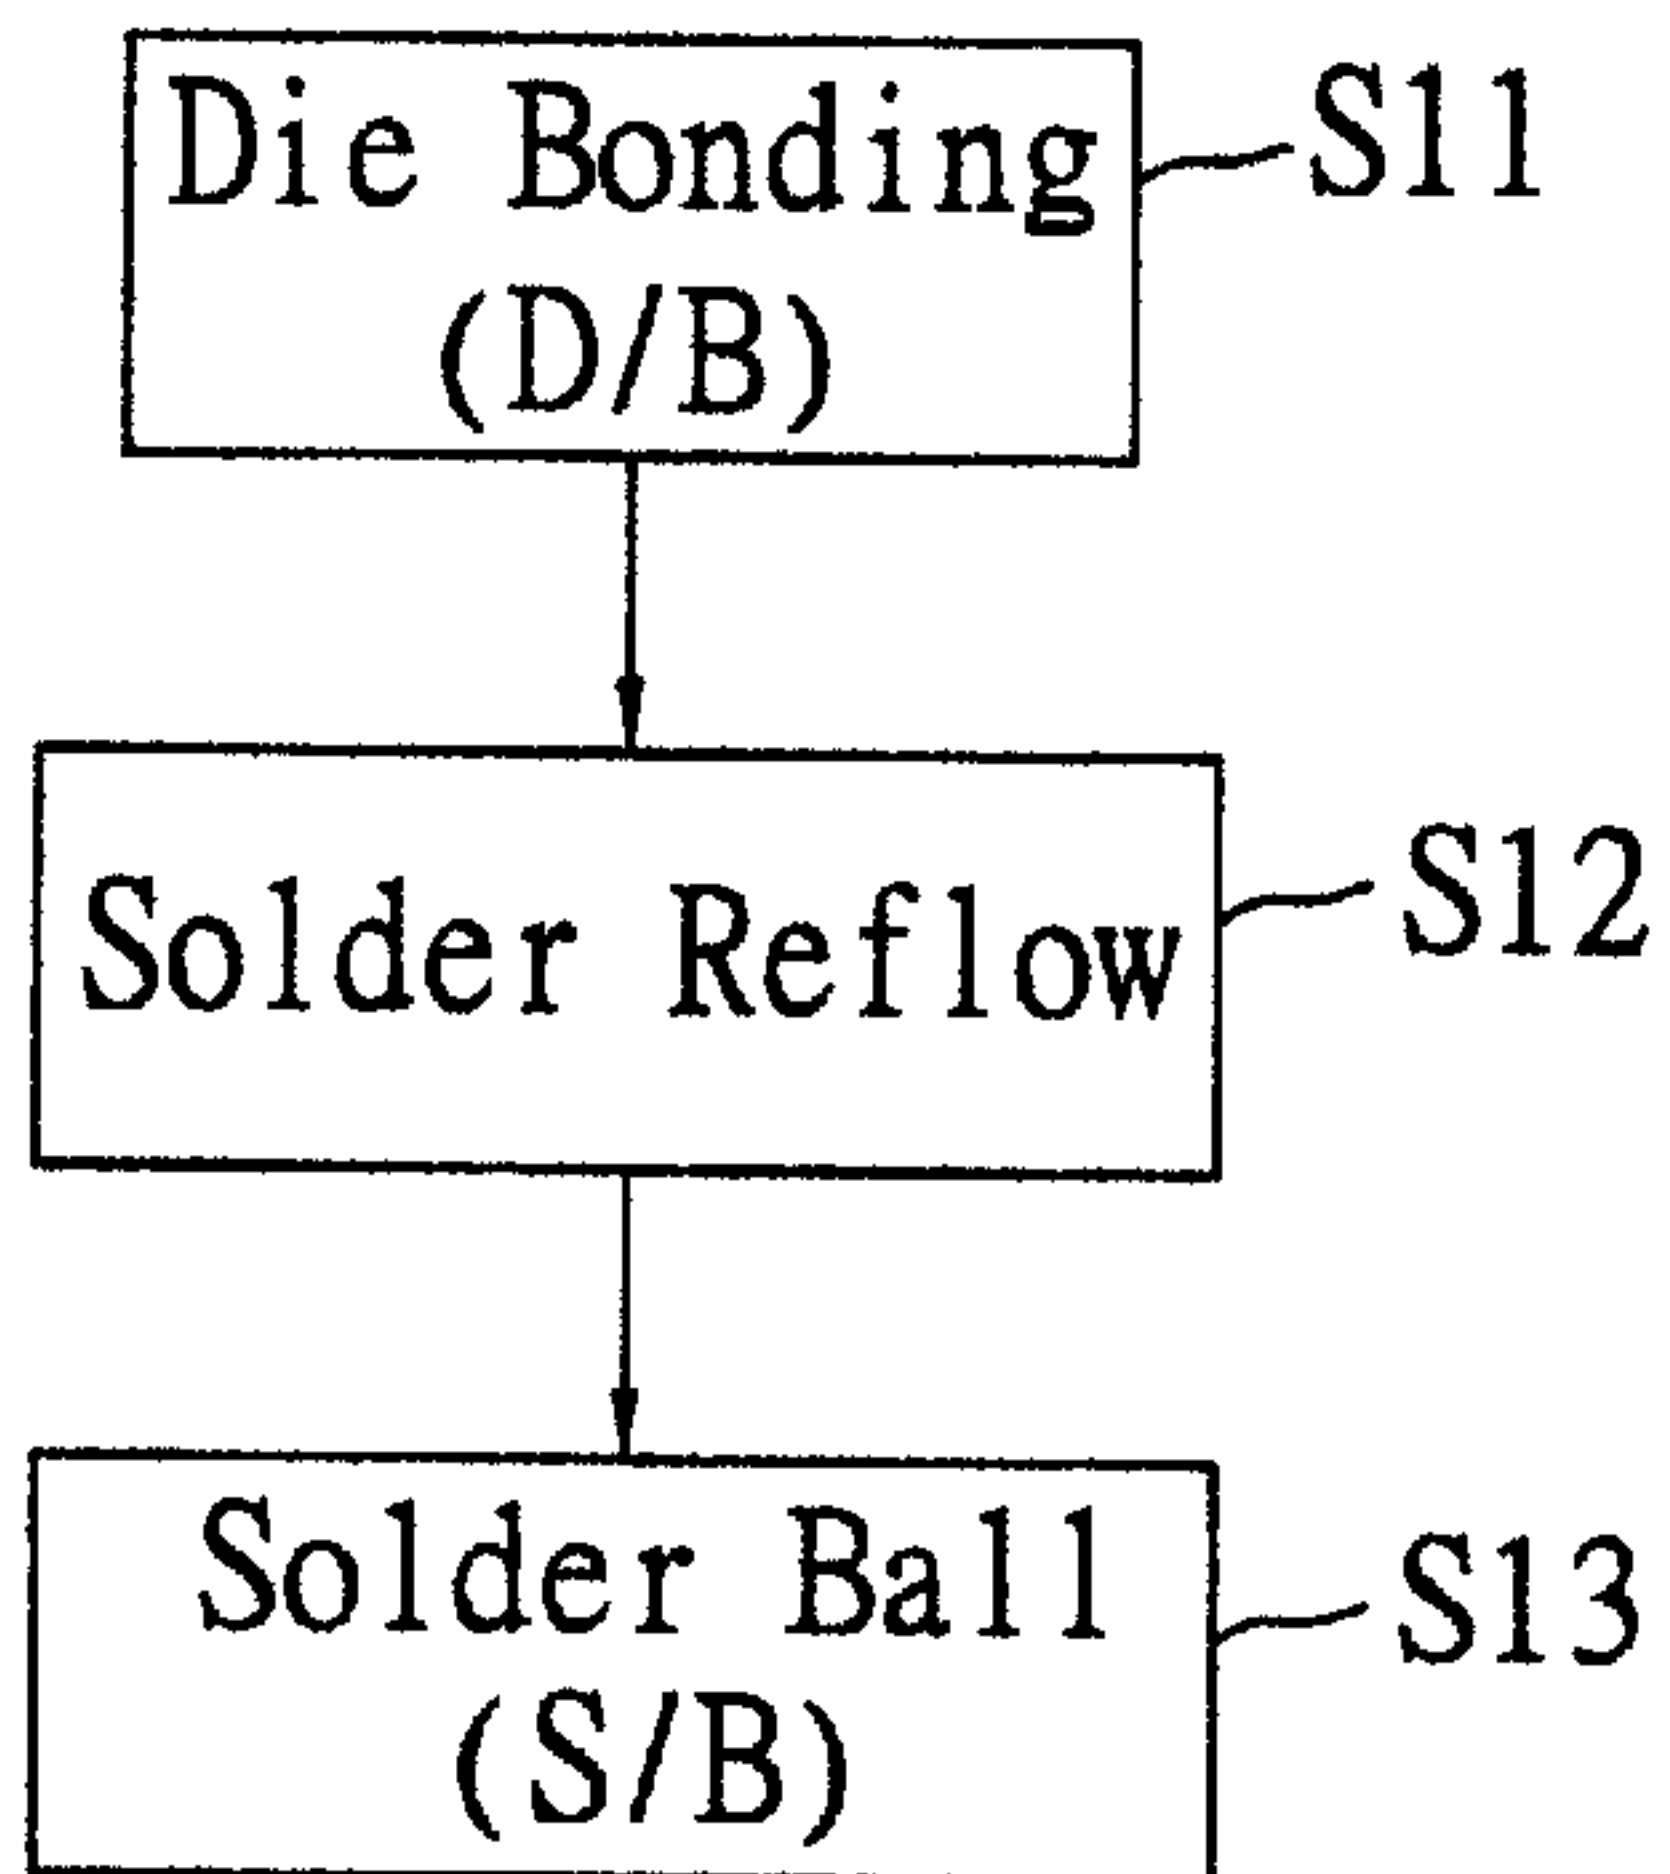 Die Bonding
(D/B)
S11
Solder Reflow
S12
Solder Ball
(S/B)
S13